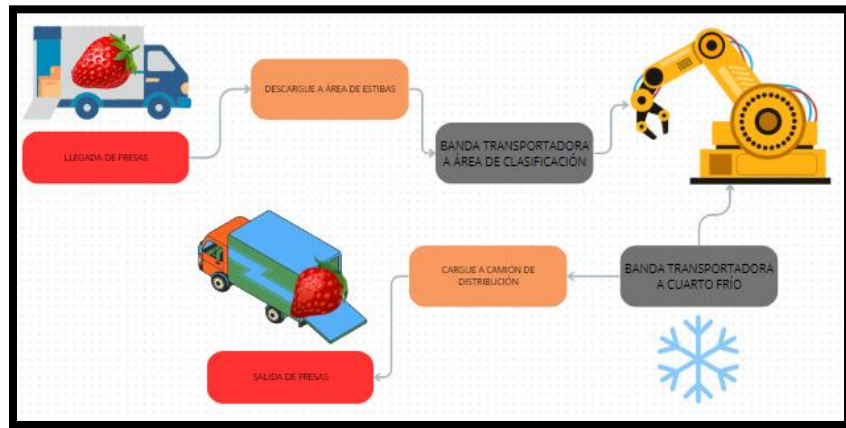 DESCARGUE A ÁREA DE ESTIBAS
LLEGADA DE FRESAS
BANDA TRANSPORTADORA
A ÁREA DE CLASIFICACIÓN
CARGUE A CAMIÓN DE
DISTRIBUCIÓN
BANDA TRANSPORTADORA
A CUARTO FRÍO
SALIDA DE FRESAS